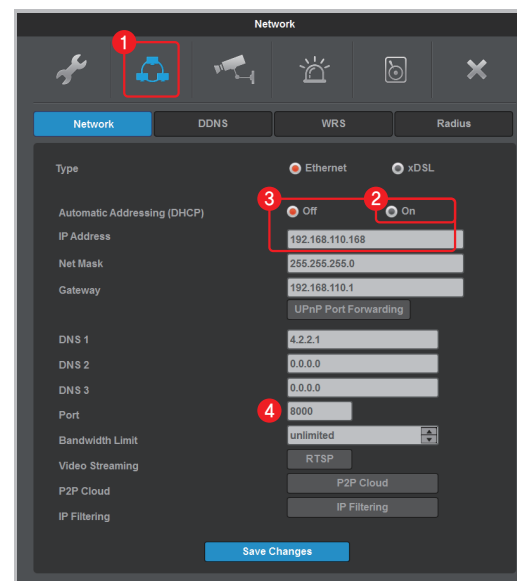 Network
1
Network DDNS WRS Radius
Type Ethernet xDSL
3 2
Automatic Addressing (DHCP) Off On
IP Address 192.168.110.168
Net Mask 255.255.255.0
Gateway 192.168.110.1
UPnP Port Forwarding
DNS 1 4.2.2.1
DNS 2 0.0.0.0
DNS 3 0.0.0.0
Port 4 8000
Bandwidth Limit unlimited
Video Streaming RTSP
P2P Cloud P2P Cloud
IP Filtering IP Filtering
Save Changes